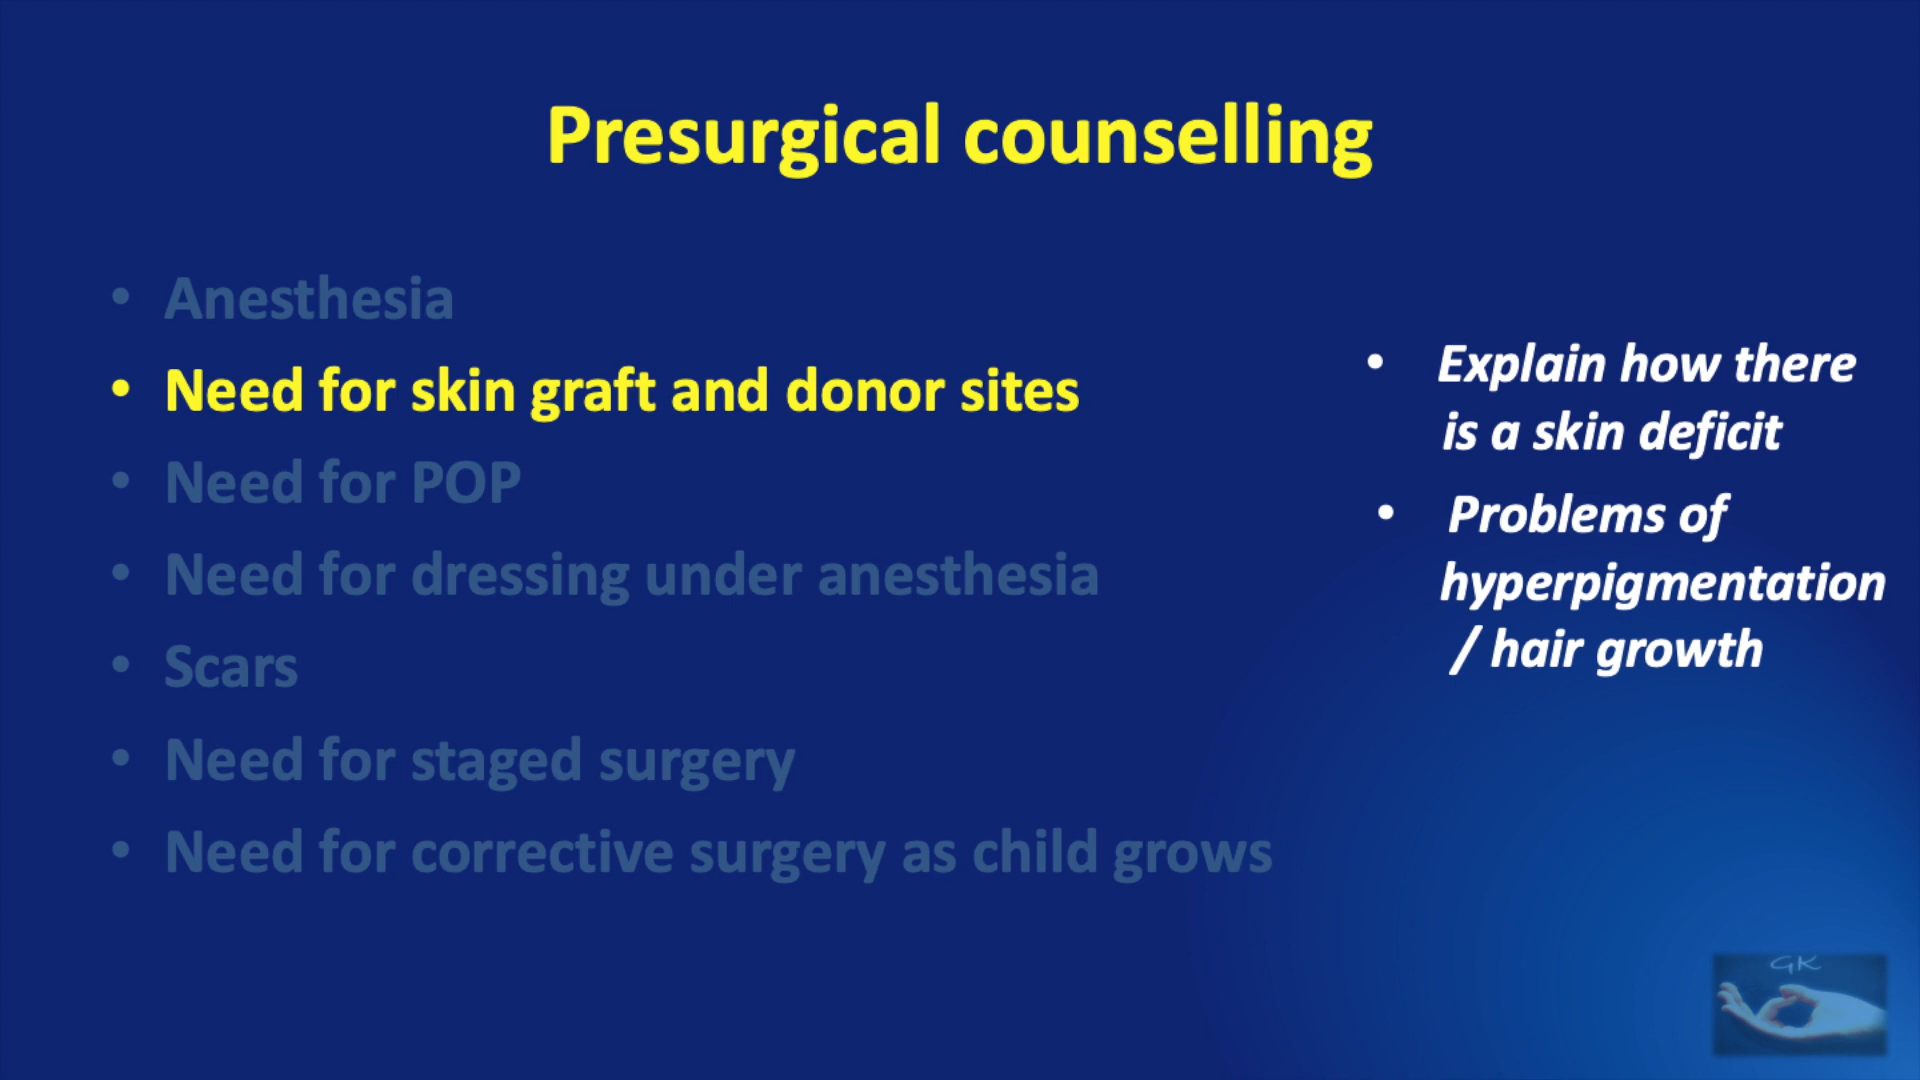 Presurgical counselling
• Anesthesia
• Need for skin graft and donor sites
• Need for POP
• Need for dressing under anesthesia
• Scars
• Need for staged surgery
• Need for corrective surgery as child grows
• Explain how there
is a skin deficit
• Problems of
hyperpigmentation
/ hair growth
GK